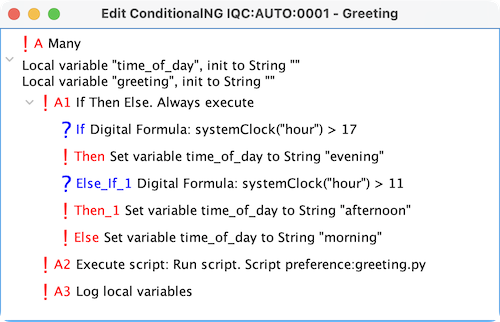 Edit ConditionalNG IQC:AUTO:0001 - Greeting
! A Many
Local variable "time_of_day", init to String ""
Local variable "greeting", init to String ""
! A1 If Then Else. Always execute
? If Digital Formula: systemClock("hour") > 17
! Then Set variable time_of_day to String "evening"
? Else_If_1 Digital Formula: systemClock("hour") > 11
! Then_1 Set variable time_of_day to String "afternoon"
! Else Set variable time_of_day to String "morning"
! A2 Execute script: Run script. Script preference:greeting.py
! A3 Log local variables